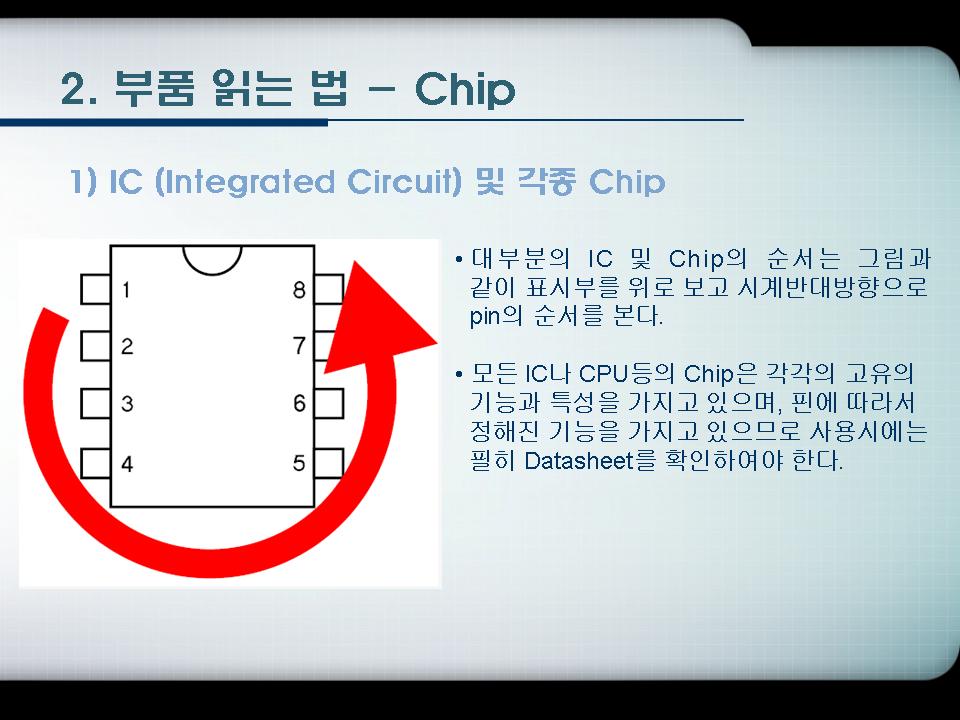 2. 부품 읽는 법 - Chip
1) IC (Integrated Circuit) 및 각종 Chip
• 대부분의 IC 및 Chip의 순서는 그림과
같이 표시부를 위로 보고 시계반대방향으로
pin의 순서를 본다.
• 모든 IC나 CPU등의 Chip은 각각의 고유의
기능과 특성을 가지고 있으며, 핀에 따라서
정해진 기능을 가지고 있으므로 사용시에는
필히 Datasheet를 확인하여야 한다.
1 8
2 7
3 6
4 5